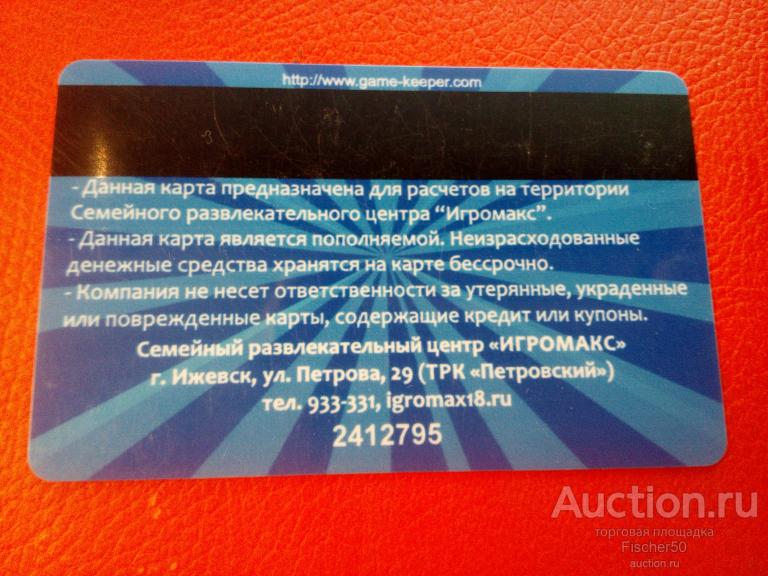 http://www.game-keeper.com
- Данная карта предназначена для расчетов на территории
Семейного развлекательного центра “Игромакс”.
- Данная карта является пополняемой. Неизрасходованные
денежные средства хранятся на карте бессрочно.
- Компания не несет ответственности за утерянные, украденные
или поврежденные карты, содержащие кредит или купоны.
Семейный развлекательный центр «ИГРОМАКС»
г. Ижевск, ул. Петрова, 29 (ТРК «Петровский»)
тел. 933-331, igromax18.ru
2412795
Auction.ru
торговая площадка
Fischer50
auction.ru